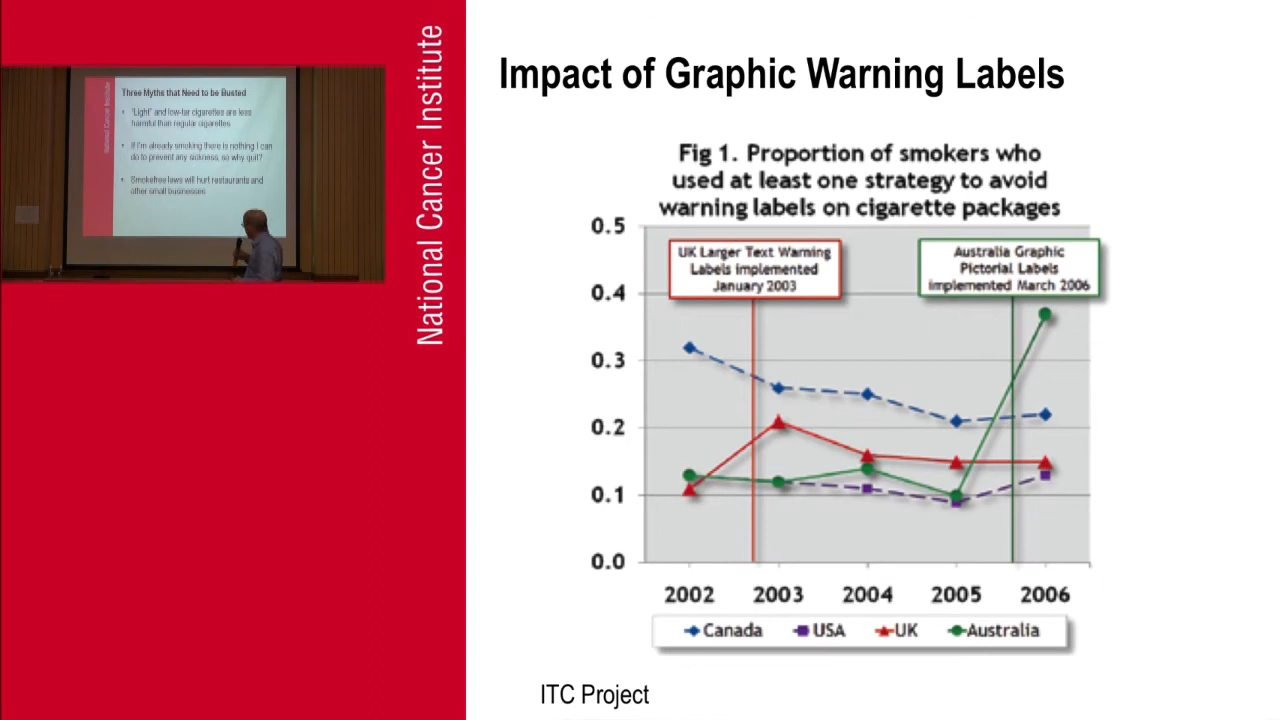 National Cancer Institute
Three Myths that Need to be Busted
• "Light" and low-tar cigarettes are less
harmful than regular cigarettes
• If I'm already smoking there is nothing I can
do to prevent any sickness, so why quit?
• Smokefree laws will hurt restaurants and
other small businesses
National Cancer Institute
Impact of Graphic Warning Labels
Fig 1. Proportion of smokers who
used at least one strategy to avoid
warning labels on cigarette packages
0.5
0.4
0.3
0.2
0.1
0.0
UK Larger Text Warning
Labels implemented
January 2003
Australia Graphic
Pictorial Labels
implemented March 2006
2002 2003 2004 2005 2006
Canada USA UK Australia
ITC Project